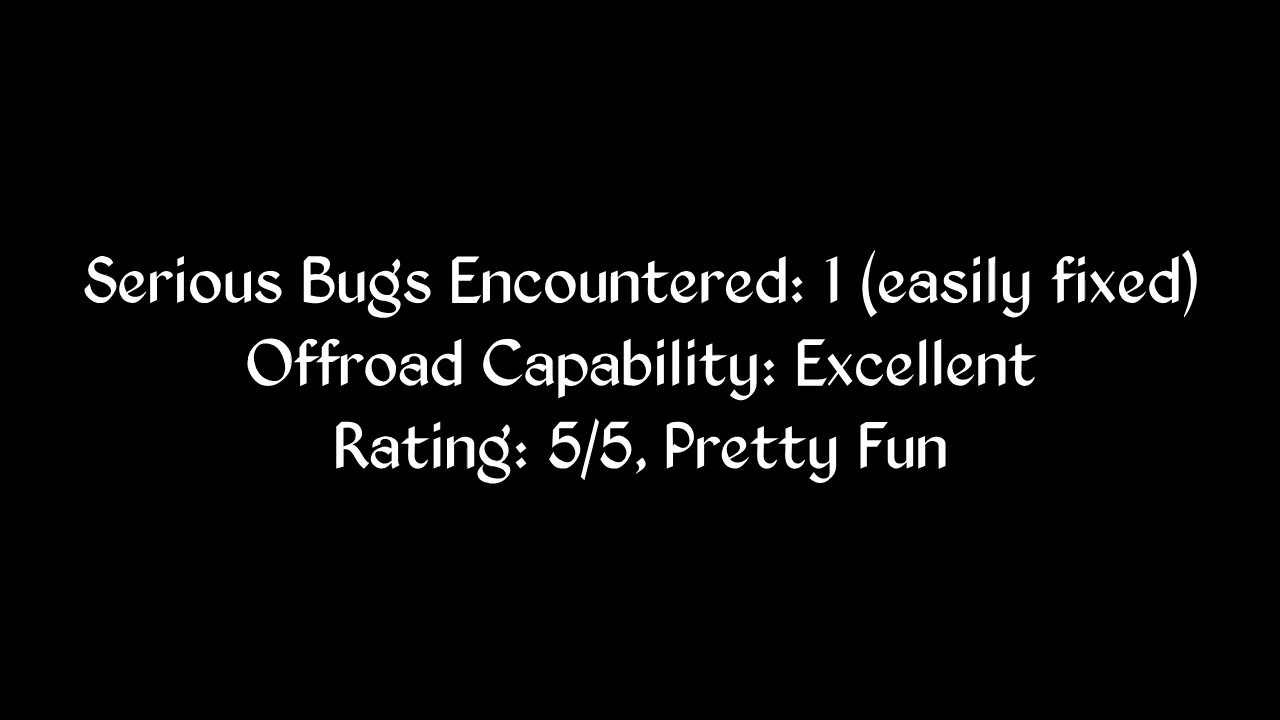 Serious Bugs Encountered: 1 (easily fixed)
Offroad Capability: Excellent
Rating: 5/5, Pretty Fun